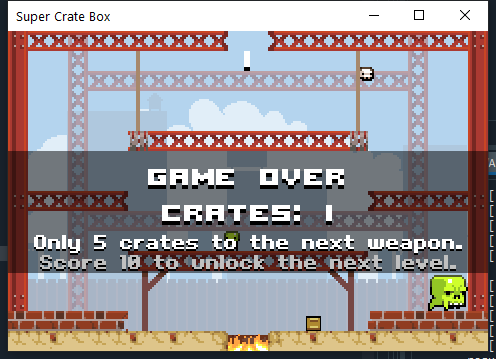 Super Crate Box
1
GAME OVER
CRATES: 1
Only 5 crates to the next weapon.
Score 10 to unlock the next level.